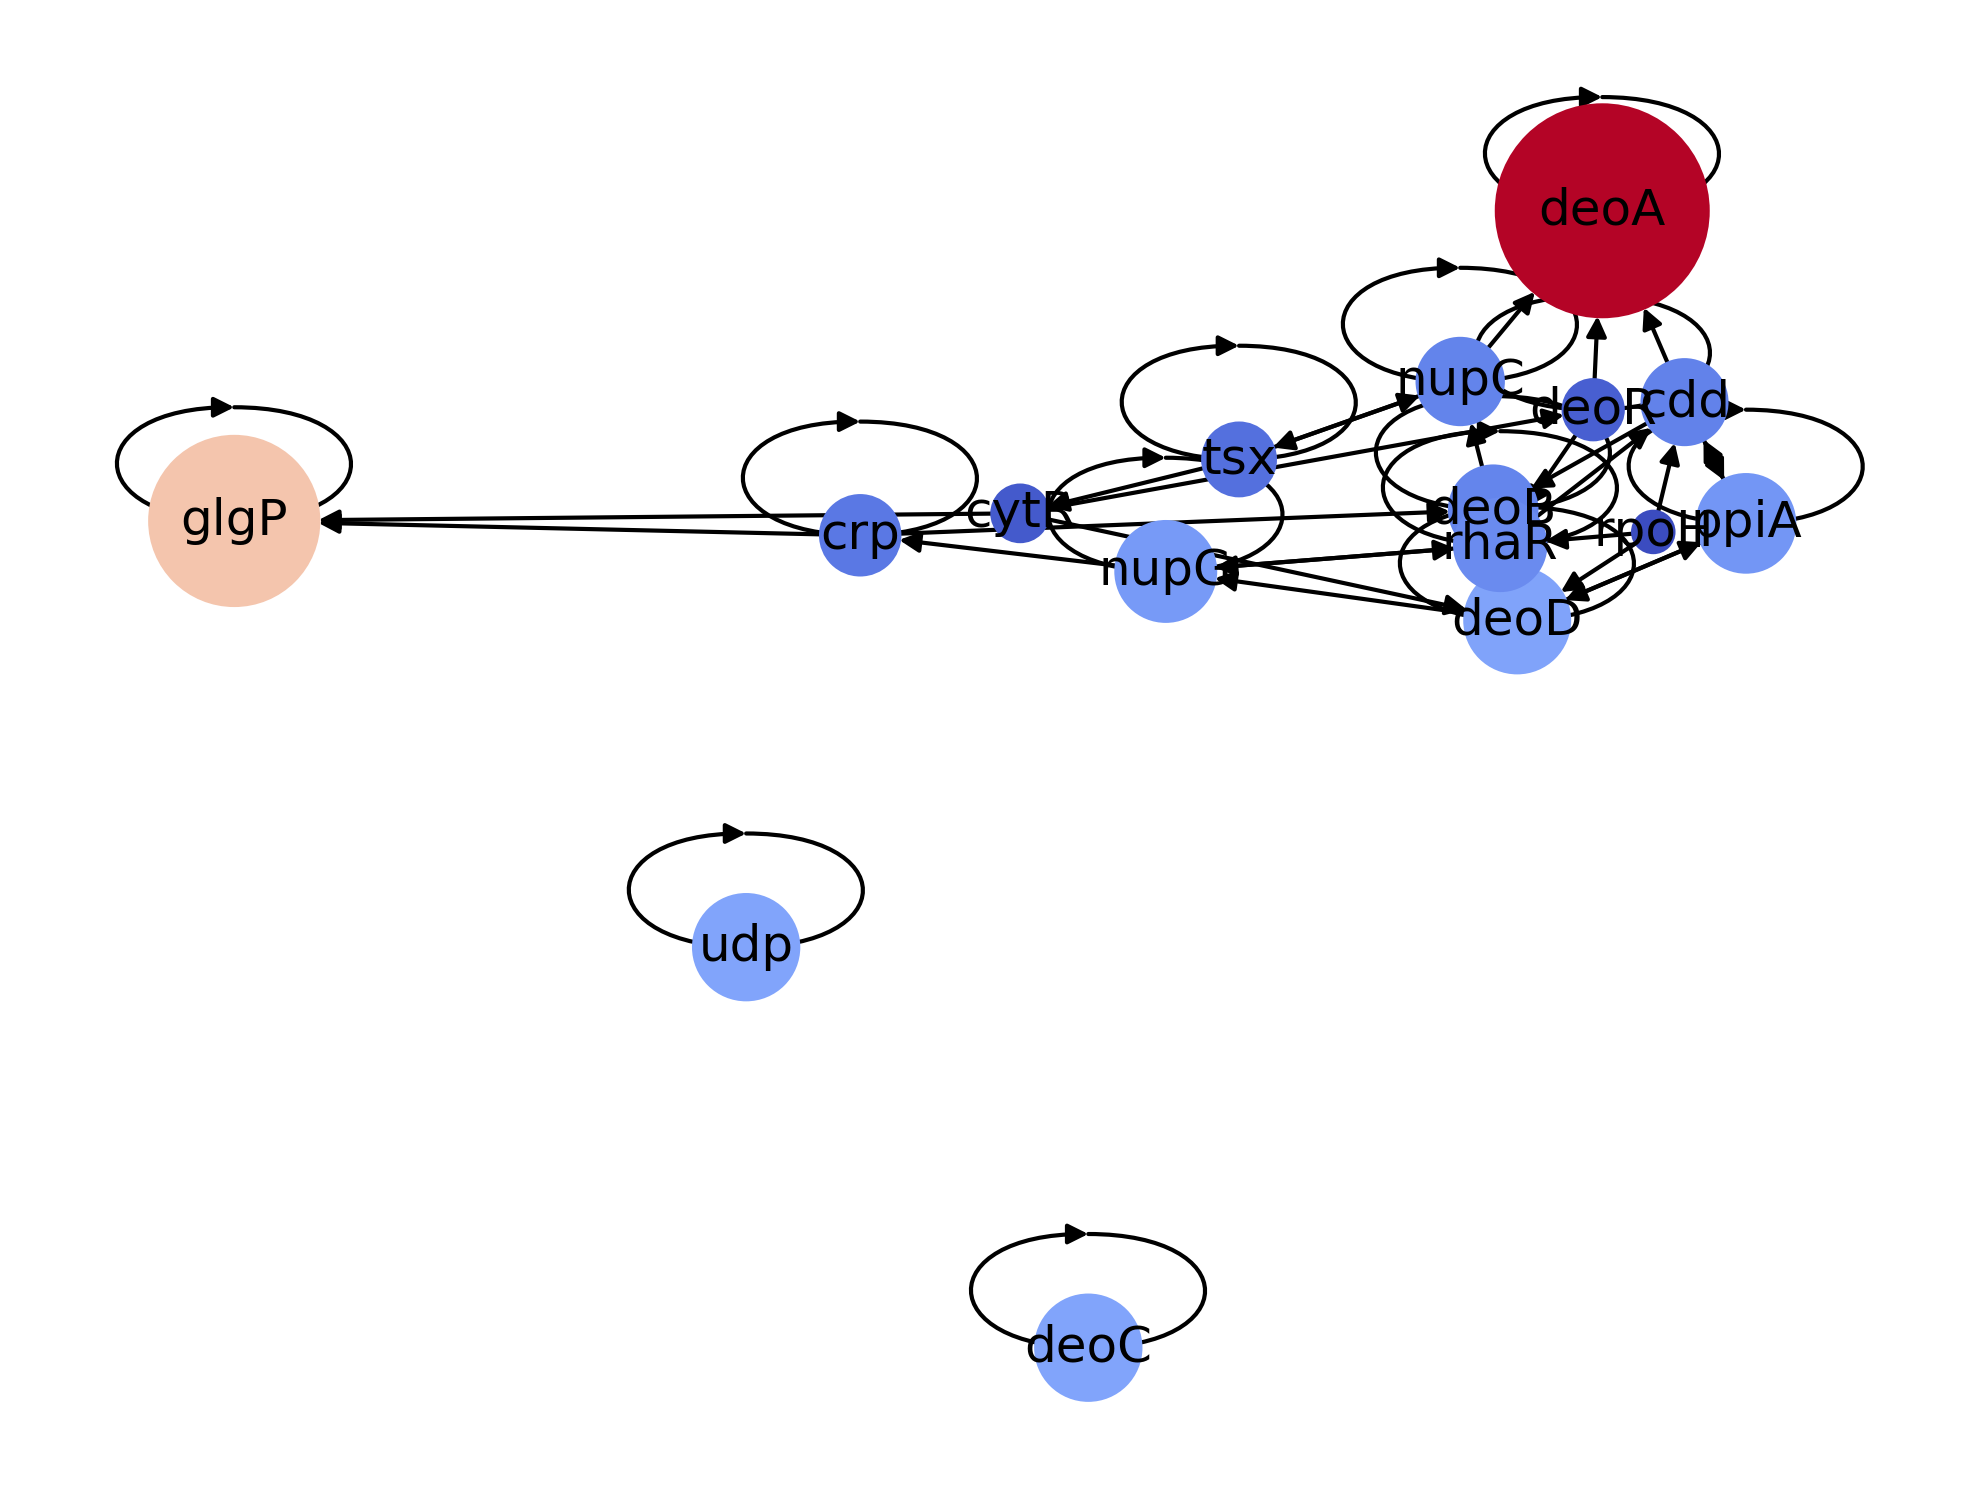 deoA
nupC
deoR
cdd
tsx
glgP
crp
cytR
deoB
rhaR
rpoH
ppiA
nupG
deoD
udp
deoC